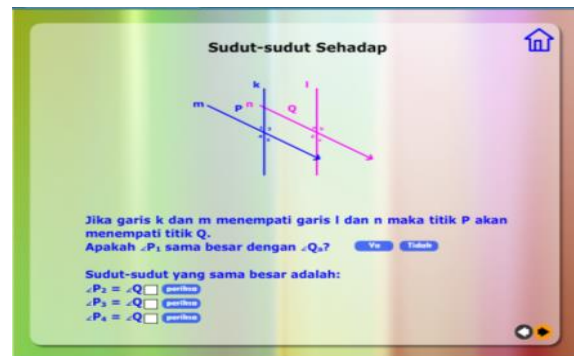 Sudut-sudut Sehadap
k l
m P n Q
Jika garis k dan m menempati garis l dan n maka titik P akan
menempati titik Q.
Apakah ∠P₁ sama besar dengan ∠Qₐ? Ya Tidak
Sudut-sudut yang sama besar adalah:
∠P₂ = ∠Q periksa
∠P₃ = ∠Q periksa
∠P₄ = ∠Q periksa